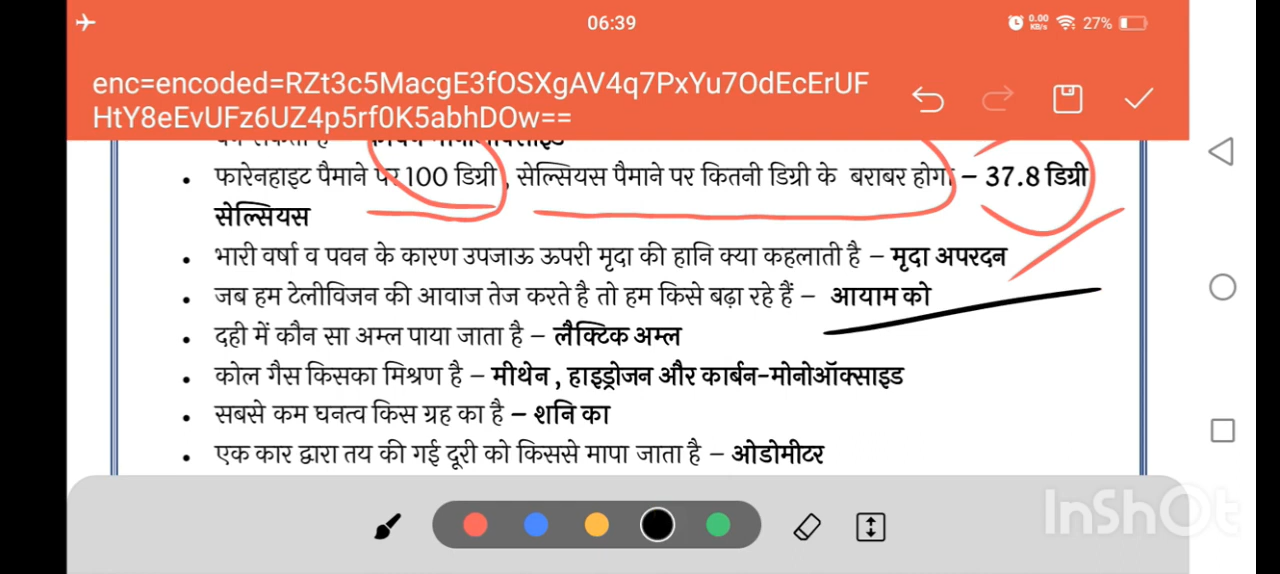 06:39
0.00 KB/s 27%
enc=encoded=RZt3c5MacgE3fOSXgAV4q7PxYu7OdEcErUF
HtY8eEvUFz6UZ4p5rf0K5abhDOw==
• फारेनहाइट पैमाने पर 100 डिग्री , सेल्सियस पैमाने पर कितनी डिग्री के बराबर होगा – 37.8 डिग्री
सेल्सियस
• भारी वर्षा व पवन के कारण उपजाऊ ऊपरी मृदा की हानि क्या कहलाती है – मृदा अपरदन
• जब हम टेलीविजन की आवाज तेज करते है तो हम किसे बढ़ा रहे हैं – आयाम को
• दही में कौन सा अम्ल पाया जाता है – लैक्टिक अम्ल
• कोल गैस किसका मिश्रण है – मीथेन , हाइड्रोजन और कार्बन-मोनोऑक्साइड
• सबसे कम घनत्व किस ग्रह का है – शनि का
• एक कार द्वारा तय की गई दूरी को किससे मापा जाता है – ओडोमीटर
InShOt